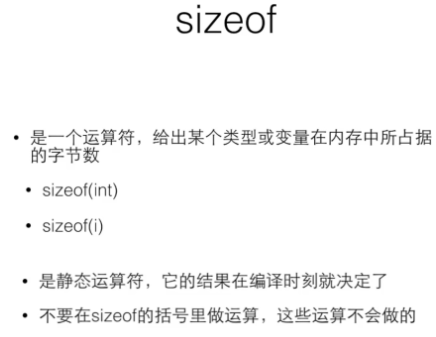 sizeof
• 是一个运算符，给出某个类型或变量在内存中所占据
的字节数
• sizeof(int)
• sizeof(i)
• 是静态运算符，它的结果在编译时刻就决定了
• 不要在sizeof的括号里做运算，这些运算不会做的